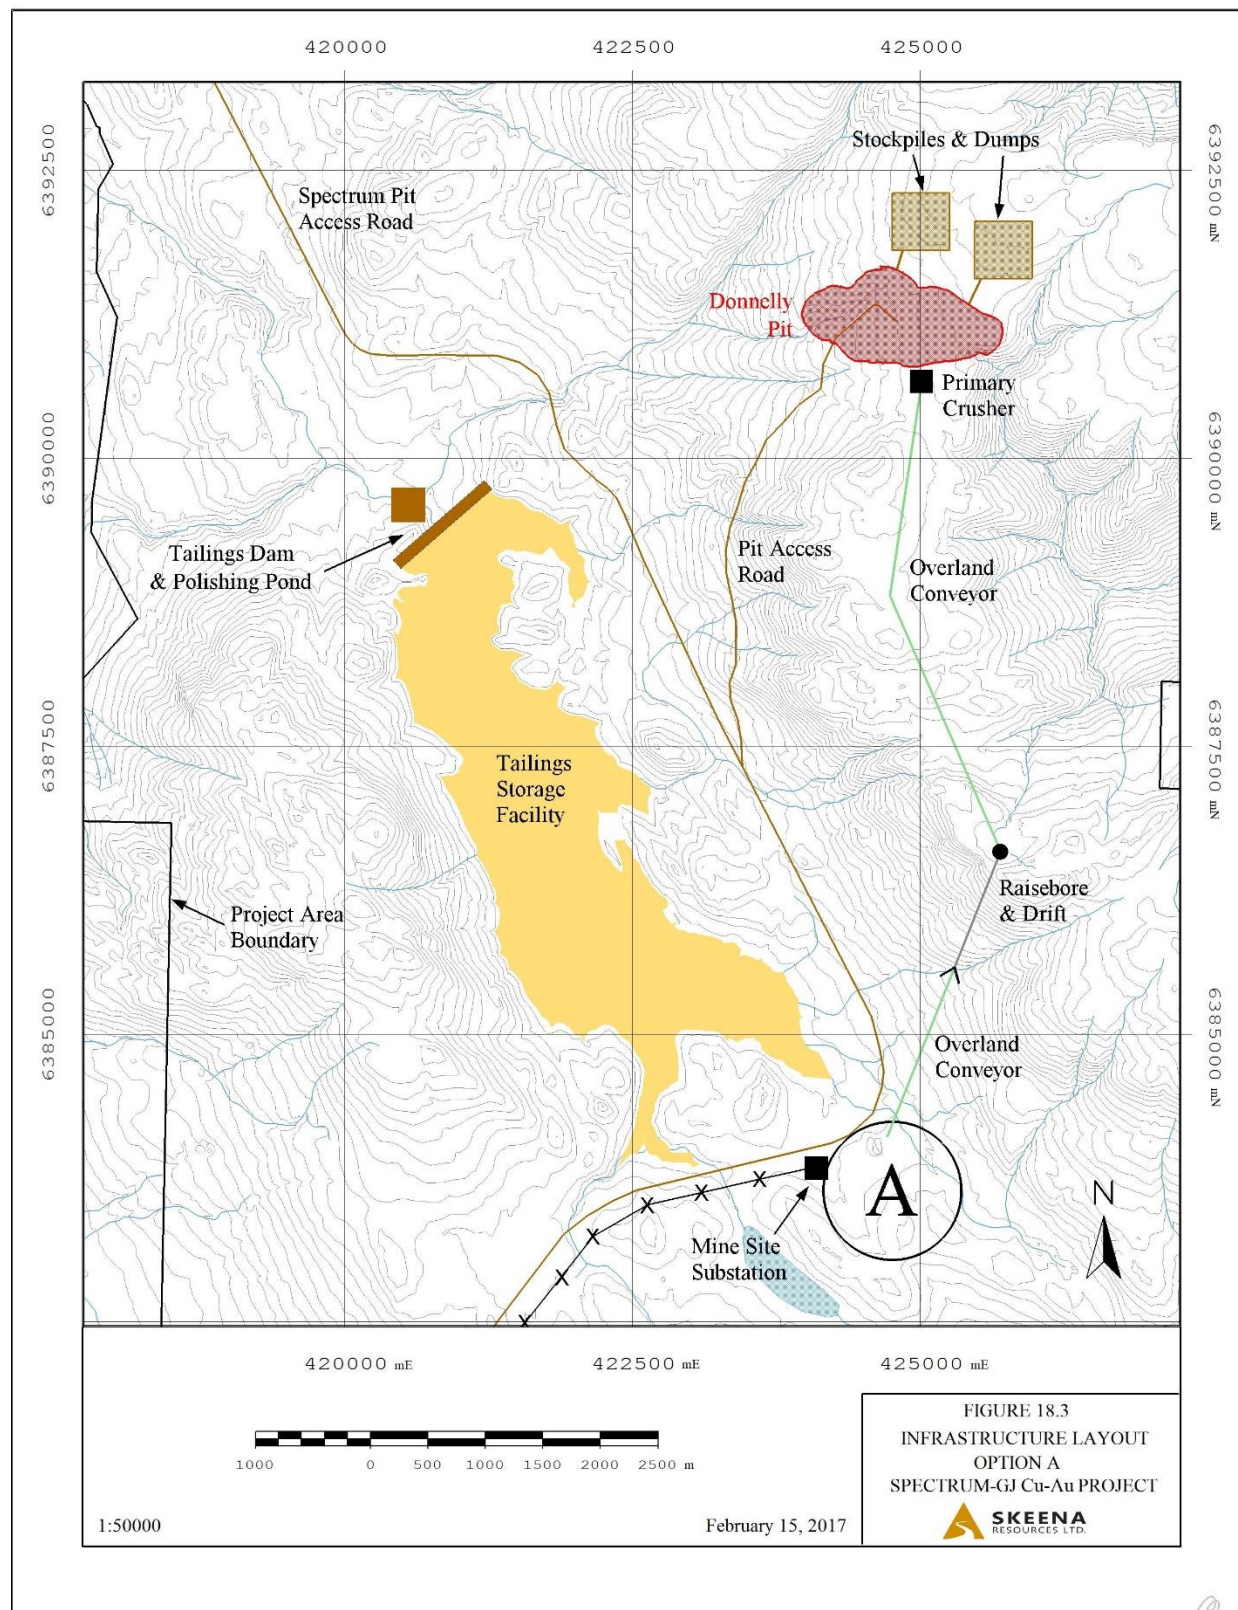 420000 422500 425000
Stockpiles & Dumps
6392500
6392500 mN
Spectrum Pit
Access Road
Donnelly
Pit
Primary
Crusher
6390000
6390000 mN
Tailings Dam
& Polishing Pond
Pit Access
Road
Overland
Conveyor
6387500
6387500 mN
Tailings
Storage
Facility
Project Area
Boundary
Raisebore
& Drift
6385000
6385000 mN
Overland
Conveyor
A
N
Mine Site
Substation
420000 mE 422500 mE 425000 mE
1000 0 500 1000 1500 2000 2500 m
FIGURE 18.3
INFRASTRUCTURE LAYOUT
OPTION A
SPECTRUM-GJ Cu-Au PROJECT
SKEENA
RESOURCES LTD.
1:50000
February 15, 2017